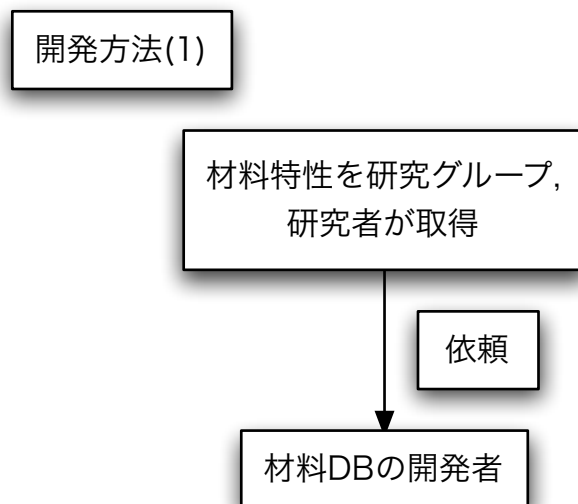 開発方法(1)
材料特性を研究グループ,
研究者が取得
依頼
材料DBの開発者